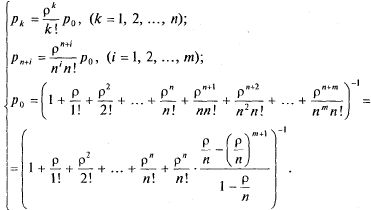 p_k = ρ^k / k! p_0, (k = 1, 2, ..., n);
p_{n+i} = ρ^{n+i} / n^i n! p_0, (i = 1, 2, ..., m);
p_0 = (1 + ρ/1! + ρ^2/2! + ... + ρ^n/n! + ρ^{n+1}/nn! + ρ^{n+2}/n^2 n! + ... + ρ^{n+m}/n^m n!)^{-1} =
= (1 + ρ/1! + ρ^2/2! + ... + ρ^n/n! + ρ^n/n! · (ρ/n − (ρ/n)^{m+1}) / (1 − ρ/n))^{-1}.